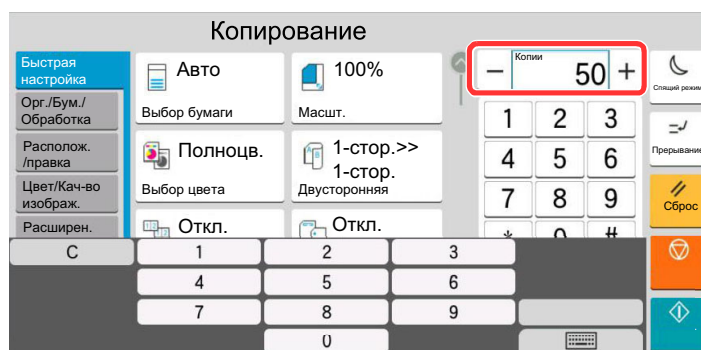 Копирование
Быстрая
настройка
Орг./Бум./
Обработка
Располож.
/правка
Цвет/Кач-во
изображ.
Расширен.
Авто
Выбор бумаги
100%
Масшт.
Полноцв.
Выбор цвета
1-стор.>>
1-стор.
Двусторонняя
Откл.
Откл.
Копии
− 50 +
1 2 3
4 5 6
7 8 9
* 0 #
Спящий режим
Прерывание
Сброс
C 1 2 3
4 5 6
7 8 9
0